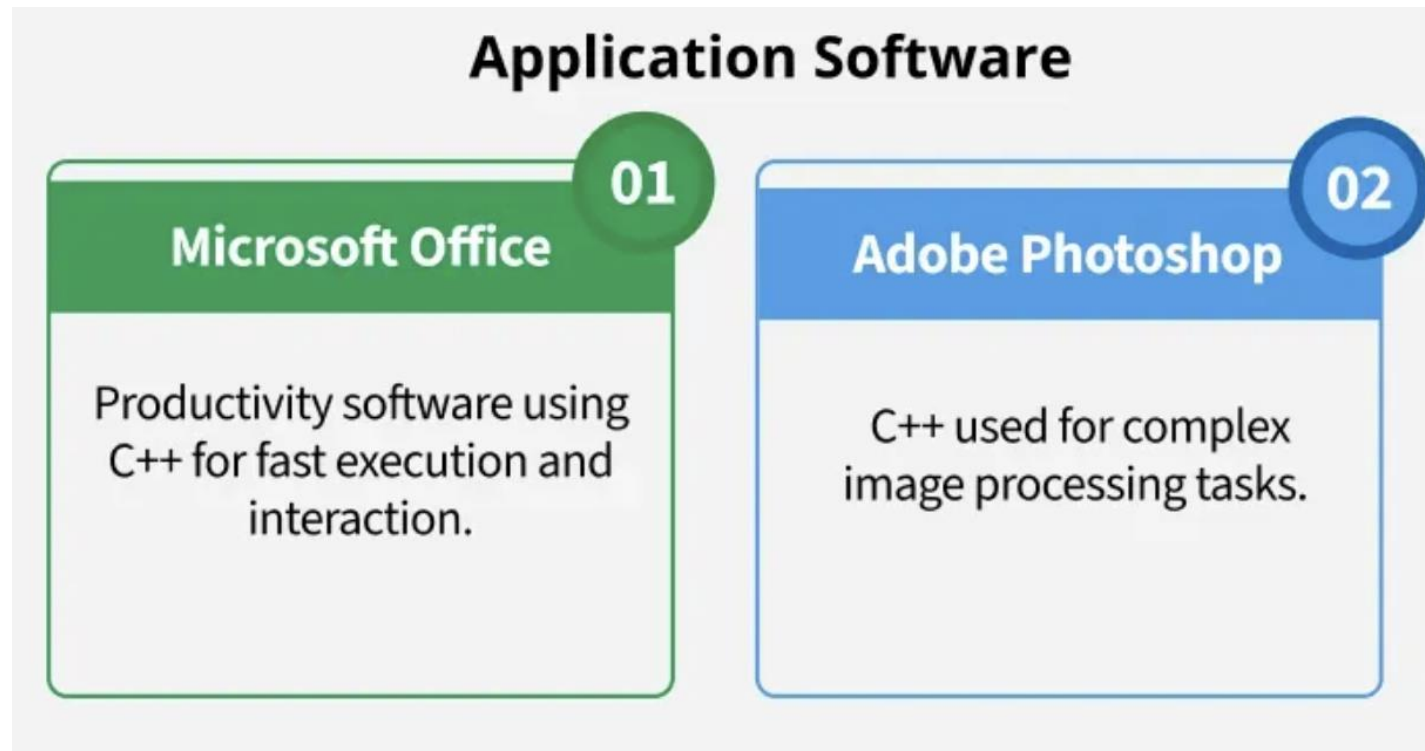 Application Software
01
Microsoft Office
Productivity software using
C++ for fast execution and
interaction.
02
Adobe Photoshop
C++ used for complex
image processing tasks.